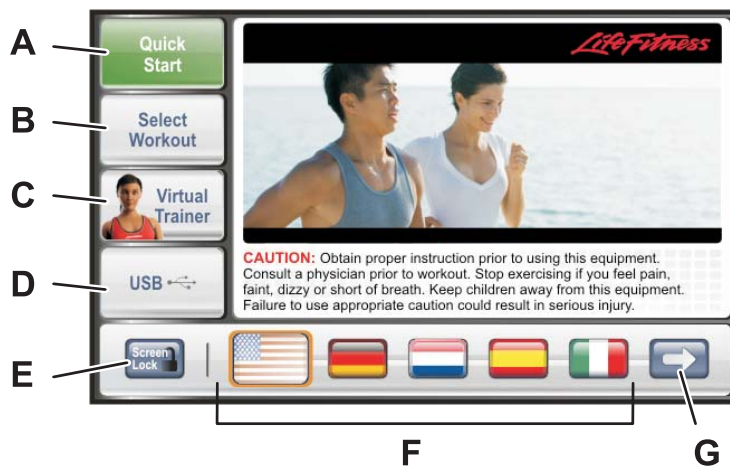 A
Quick
Start
LifeFitness
B
Select
Workout
C
Virtual
Trainer
D
USB
CAUTION: Obtain proper instruction prior to using this equipment.
Consult a physician prior to workout. Stop exercising if you feel pain,
faint, dizzy or short of breath. Keep children away from this equipment.
Failure to use appropriate caution could result in serious injury.
E
Screen
Lock
F
G